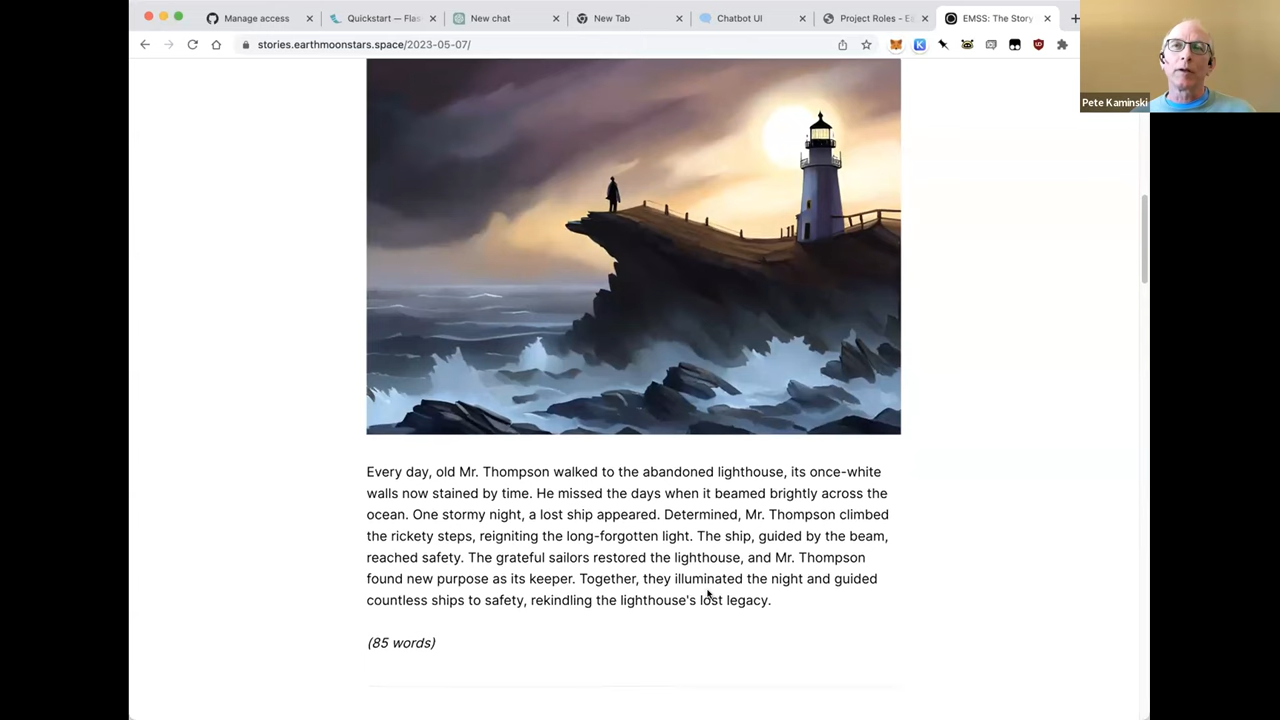 Manage access
Quickstart — Flas
New chat
New Tab
Chatbot UI
Project Roles - E
EMSS: The Story
stories.earthmoonstars.space/2023-05-07/
Pete Kaminski
Every day, old Mr. Thompson walked to the abandoned lighthouse, its once-white
walls now stained by time. He missed the days when it beamed brightly across the
ocean. One stormy night, a lost ship appeared. Determined, Mr. Thompson climbed
the rickety steps, reigniting the long-forgotten light. The ship, guided by the beam,
reached safety. The grateful sailors restored the lighthouse, and Mr. Thompson
found new purpose as its keeper. Together, they illuminated the night and guided
countless ships to safety, rekindling the lighthouse's lost legacy.
(85 words)